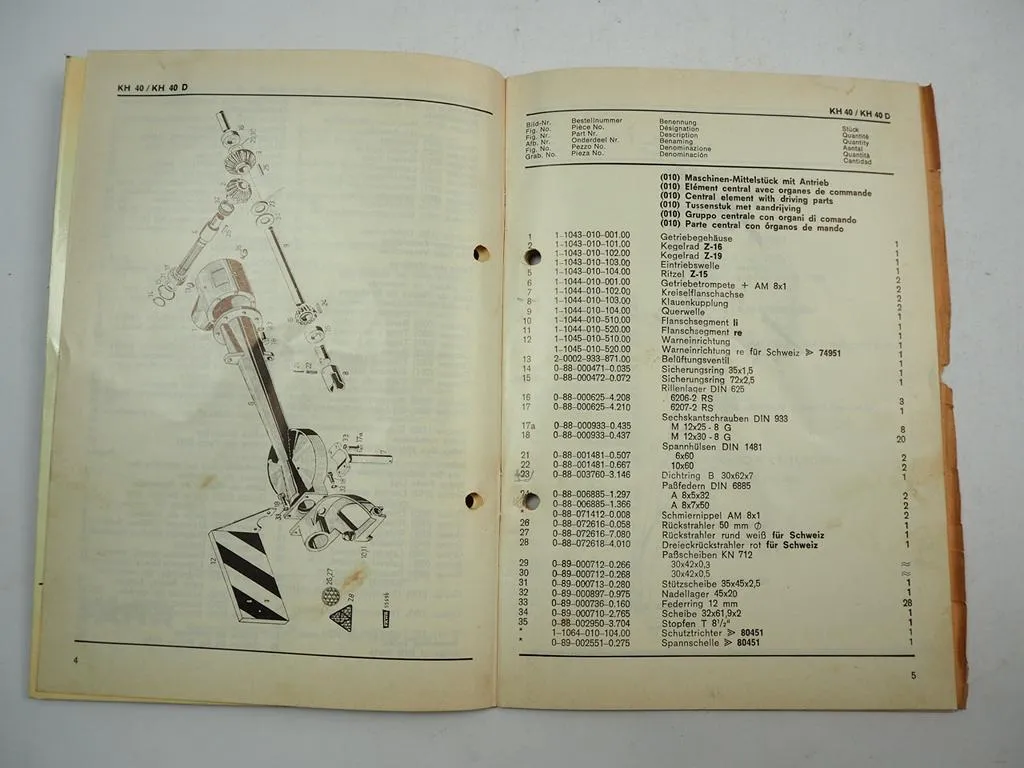 KH 40 / KH 40 D
12
10,11
26,27
28
4
KH 40 / KH 40 D
Bild-Nr. Bestellnummer Benennung Stück
Fig. No. Pièce No. Désignation Quantité
Fig. Nr. Part Nr. Description Quantity
Afb. Nr. Onderdeel Nr. Benaming Aantal
Fig. No. Pezzo No. Denominazione Quantità
Grab. No. Pieza No. Denominación Cantidad
(010) Maschinen-Mittelstück mit Antrieb
(010) Elément central avec organes de commande
(010) Central element with driving parts
(010) Tussenstuk met aandrijving
(010) Gruppo centrale con organi di comando
(010) Parte central con órganos de mando
1 1-1043-010-001.00 Getriebegehäuse 1
2 1-1043-010-101.00 Kegelrad Z-16 1
1-1043-010-102.00 Kegelrad Z-19 1
1-1043-010-103.00 Eintriebswelle 1
5 1-1043-010-104.00 Ritzel Z-15 2
6 1-1044-010-001.00 Getriebetrompete + AM 8x1 2
7 1-1044-010-102.00 Kreiselflanschachse 2
8 1-1044-010-103.00 Klauenkupplung 2
9 1-1044-010-104.00 Querwelle 1
10 1-1044-010-510.00 Flanschsegment li 1
11 1-1044-010-520.00 Flanschsegment re 1
12 1-1045-010-510.00 Warneinrichtung 1
1-1045-010-520.00 Warneinrichtung re für Schweiz ⋗ 74951 1
13 2-0002-933-871.00 Belüftungsventil 1
14 0-88-000471-0.035 Sicherungsring 35x1,5 1
15 0-88-000472-0.072 Sicherungsring 72x2,5 1
Rillenlager DIN 625
16 0-88-000625-4.208 6206-2 RS 3
17 0-88-000625-4.210 6207-2 RS 1
Sechskantschrauben DIN 933
17a 0-88-000933-0.435 M 12x25 - 8 G 8
18 0-88-000933-0.437 M 12x30 - 8 G 20
Spannhülsen DIN 1481
21 0-88-001481-0.507 6x60 2
22 0-88-001481-0.667 10x60 2
23 0-88-003760-3.146 Dichtring B 30x62x7 1
Paßfedern DIN 6885
0-88-006885-1.297 A 8x5x32 2
0-88-006885-1.366 A 8x7x50 2
* 0-88-071412-0.008 Schmiernippel AM 8x1 2
26 0-88-072616-0.058 Rückstrahler 50 mm ∅ 1
27 0-88-072616-7.080 Rückstrahler rund weiß für Schweiz 1
28 0-88-072618-4.010 Dreieckrückstrahler rot für Schweiz 1
Paßscheiben KN 712
29 0-89-000712-0.266 30x42x0,3 ≈
30 0-89-000712-0.268 30x42x0,5 ≈
31 0-89-000713-0.280 Stützscheibe 35x45x2,5 1
32 0-89-000897-0.975 Nadellager 45x20 1
33 0-89-000736-0.160 Federring 12 mm 28
34 0-89-000710-2.765 Scheibe 32x61,9x2 1
35 0-88-002950-3.704 Stopfen T 8½" 1
* 1-1064-010-104.00 Schutztrichter ⋗ 80451 1
* 0-89-002551-0.275 Spannschelle ⋗ 80451 1
5